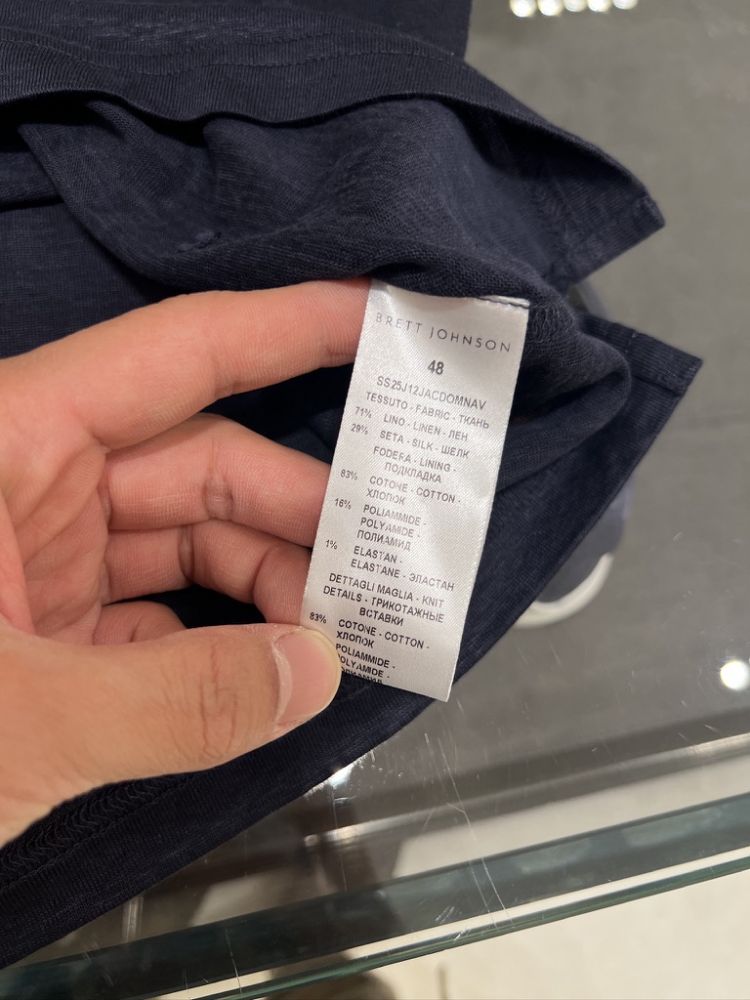 BRETT JOHNSON
48
SS25J12JACDOMNAV
TESSUTO - FABRIC - ТКАНЬ
71% LINO - LINEN - ЛЕН
29% SETA - SILK - ШЕЛК
FODERA - LINING -
ПОДКЛАДКА
83% COTONE - COTTON -
ХЛОПОК
16% POLIAMMIDE -
POLYAMIDE -
ПОЛИАМИД
1% ELASTAN -
ELASTANE - ЭЛАСТАН
DETTAGLI MAGLIA - KNIT
DETAILS - ТРИКОТАЖНЫЕ
ВСТАВКИ
83% COTONE - COTTON -
ХЛОПОК
POLIAMMIDE -
POLYAMIDE -